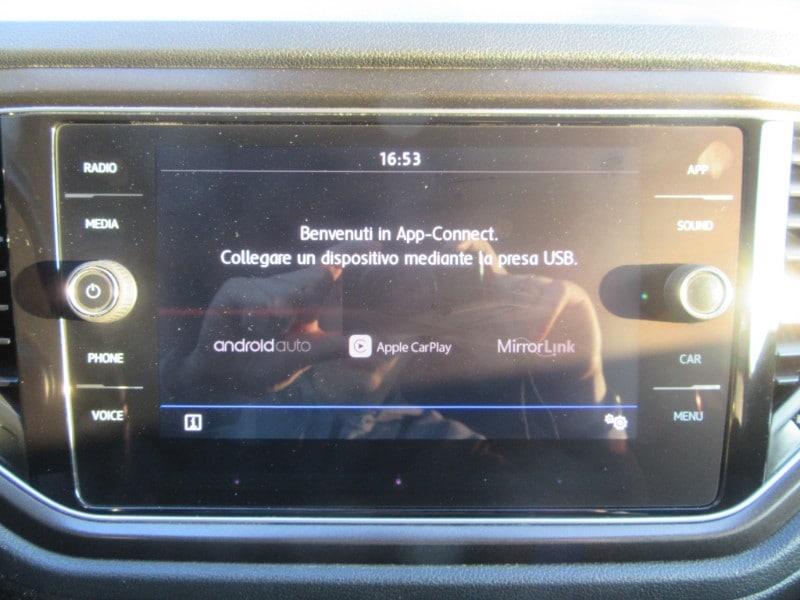 RADIO
MEDIA
PHONE
VOICE
16:53
Benvenuti in App-Connect.
Collegare un dispositivo mediante la presa USB.
androidauto
Apple CarPlay
MirrorLink
APP
SOUND
CAR
MENU